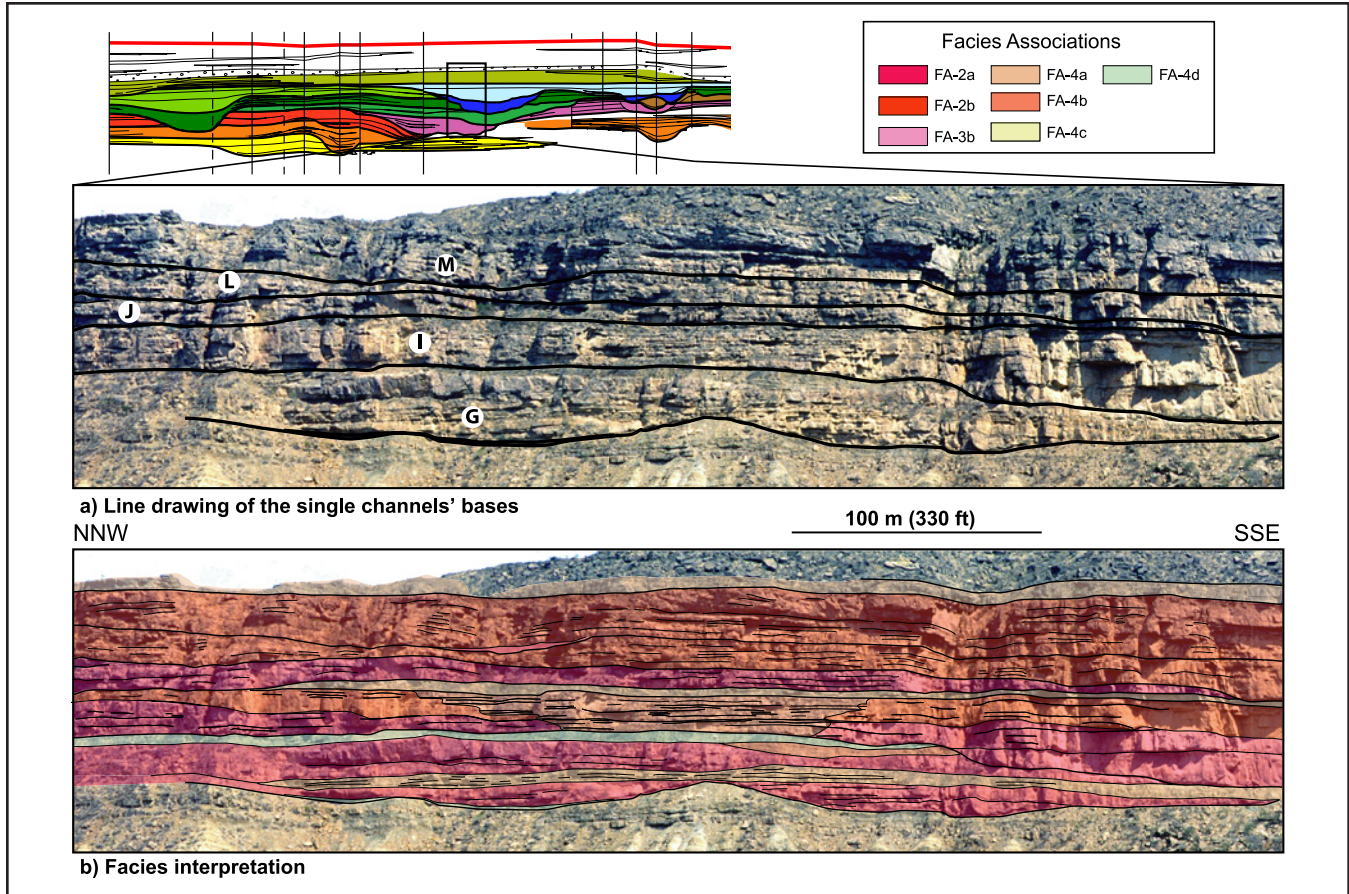 Facies Associations
FA-2a FA-4a FA-4d
FA-2b FA-4b
FA-3b FA-4c
M
L
J
I
G
a) Line drawing of the single channels’ bases
NNW 100 m (330 ft) SSE
b) Facies interpretation